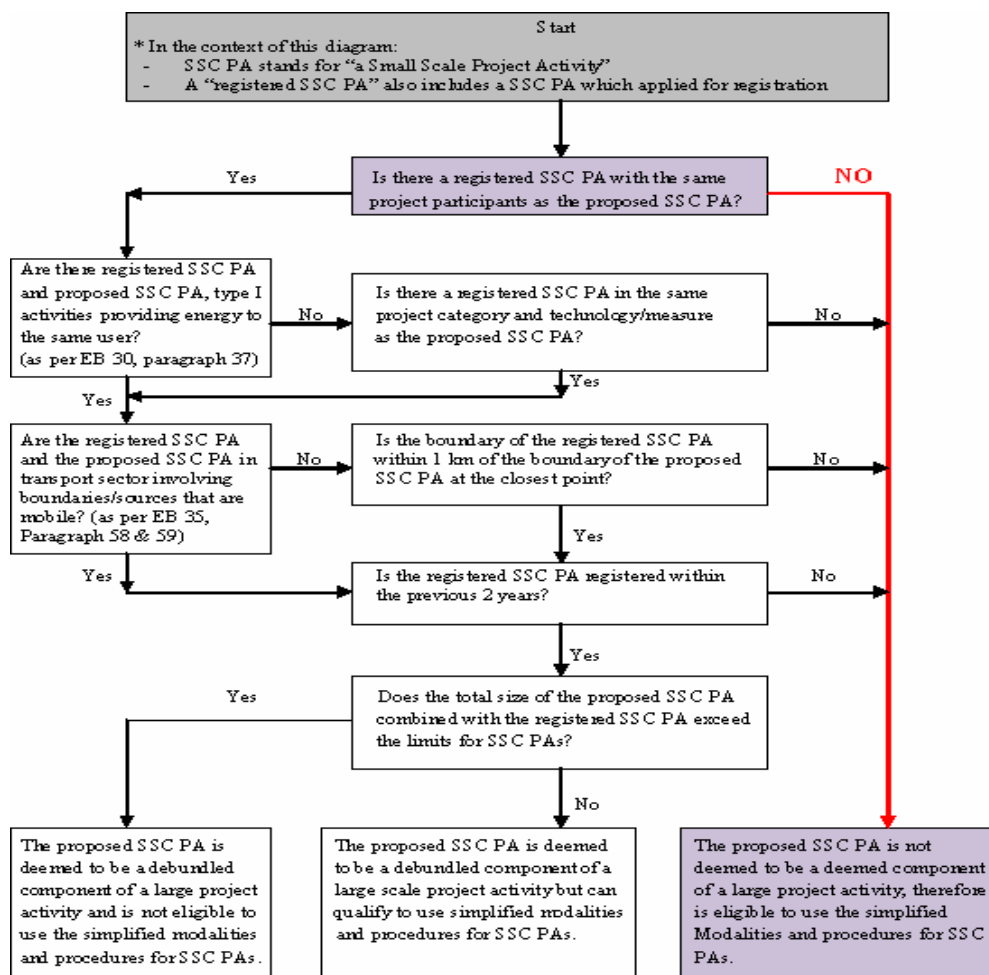 Start
* In the context of this diagram:
- SSC PA stands for “a Small Scale Project Activity”
- A “registered SSC PA” also includes a SSC PA which applied for registration
Yes
Is there a registered SSC PA with the same
project participants as the proposed SSC PA?
NO
Are there registered SSC PA
and proposed SSC PA, type I
activities providing energy to
the same user?
(as per EB 30, paragraph 37)
No
Is there a registered SSC PA in the same
project category and technology/measure
as the proposed SSC PA?
No
Yes
Yes
Are the registered SSC PA
and the proposed SSC PA in
transport sector involving
boundaries/sources that are
mobile? (as per EB 35,
Paragraph 58 & 59)
No
Is the boundary of the registered SSC PA
within 1 km of the boundary of the proposed
SSC PA at the closest point?
No
Yes
Yes
Is the registered SSC PA registered within
the previous 2 years?
No
Yes
Yes
Does the total size of the proposed SSC PA
combined with the registered SSC PA exceed
the limits for SSC PAs?
No
The proposed SSC PA is
deemed to be a debundled
component of a large project
activity and is not eligible to
use the simplified modalities
and procedures for SSC PAs.
The proposed SSC PA is deemed
to be a debundled component of a
large scale project activity but can
qualify to use simplified modalities
and procedures for SSC PAs.
The proposed SSC PA is not
deemed to be a deemed component
of a large project activity, therefore
is eligible to use the simplified
Modalities and procedures for SSC
PAs.